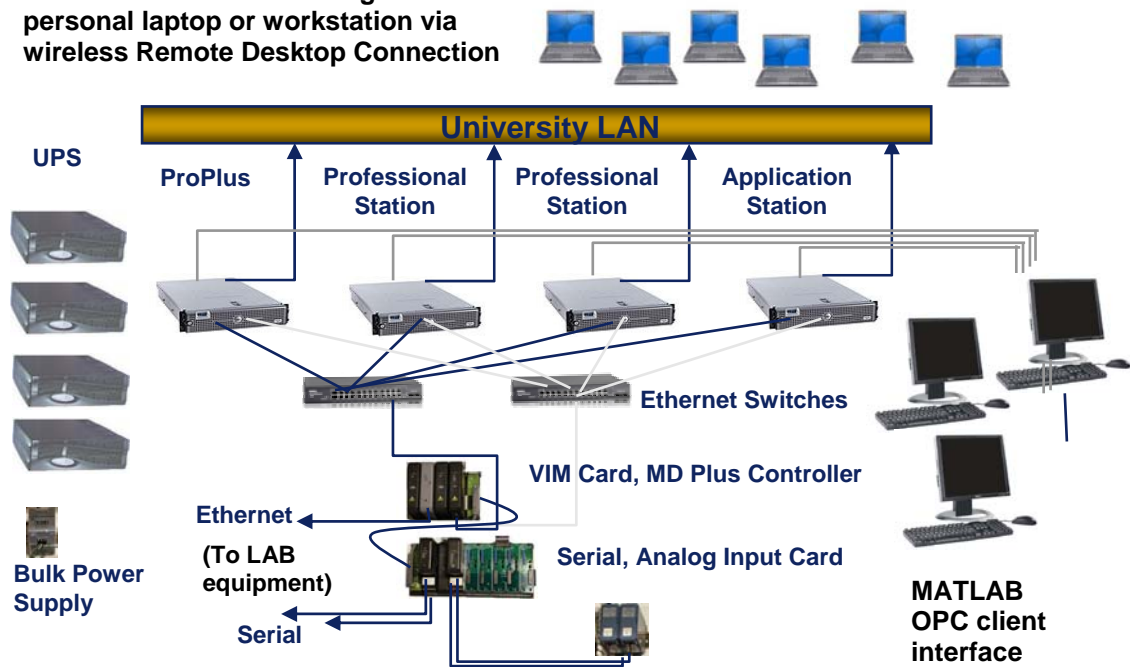 personal laptop or workstation via
wireless Remote Desktop Connection
University LAN
UPS
ProPlus
Professional
Station
Professional
Station
Application
Station
Ethernet Switches
VIM Card, MD Plus Controller
Ethernet
(To LAB
equipment)
Serial, Analog Input Card
Bulk Power
Supply
Serial
MATLAB
OPC client
interface